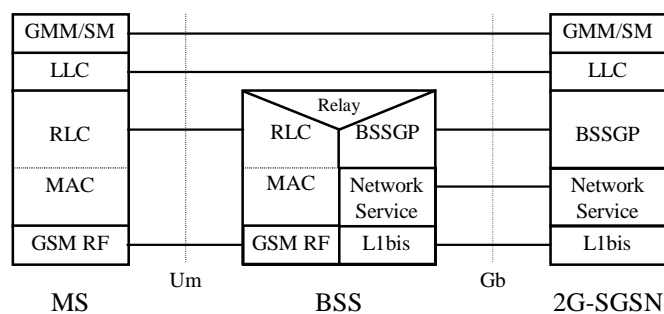 GMM/SM
LLC
RLC
MAC
GSM RF
MS
Um
Relay
RLC
BSSGP
MAC
Network
Service
GSM RF
L1bis
BSS
Gb
GMM/SM
LLC
BSSGP
Network
Service
L1bis
2G-SGSN